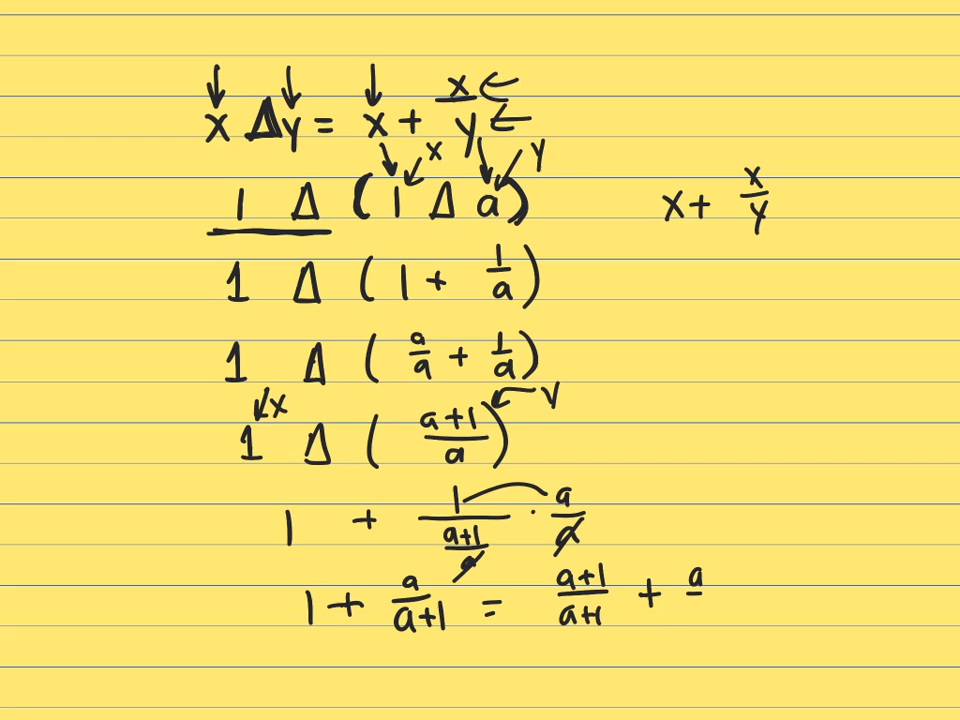 x Δ y = x + x/y
x y
1 Δ (1 Δ a) x + x/y
1 Δ (1 + 1/a)
1 Δ (a/a + 1/a)
x y
1 Δ ((a+1)/a)
1 + 1/((a+1)/a) · a/a
1 + a/(a+1) = (a+1)/(a+1) + a